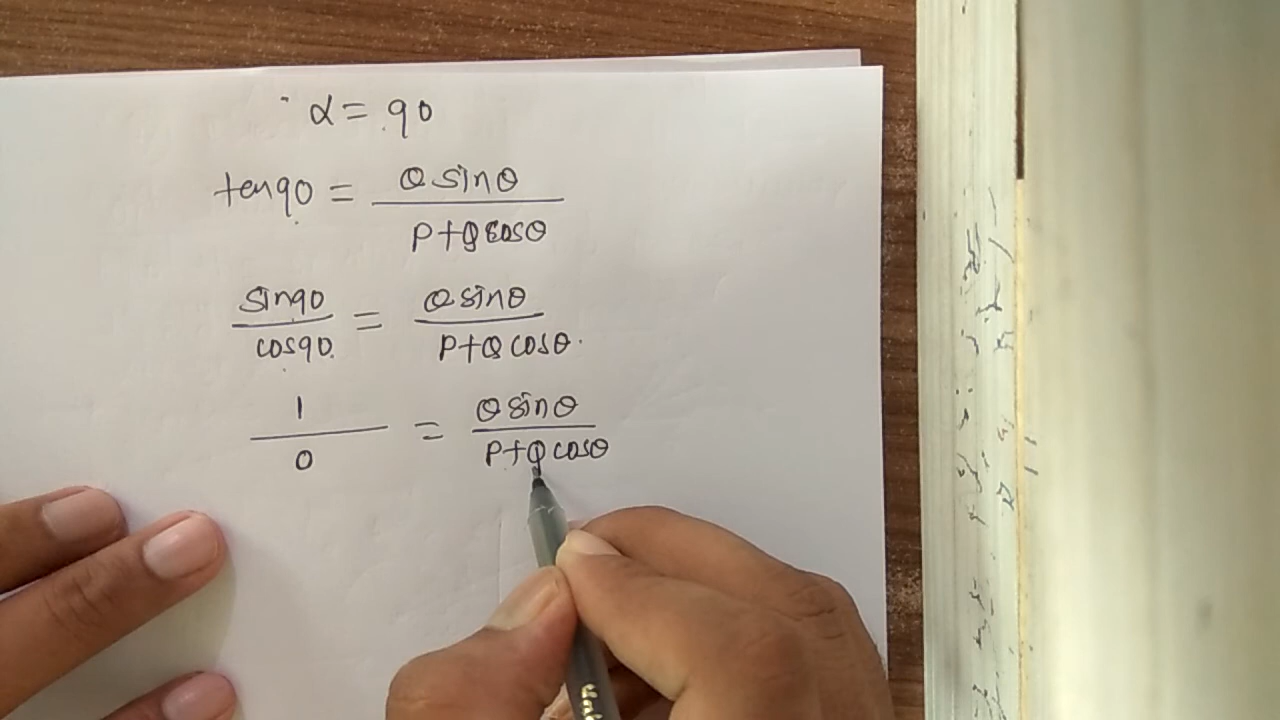 α = 90
tan90 = Q sinθ / P+Q cosθ
sin90 / cos90 = Q sinθ / P+Q cosθ.
1 / 0 = Q sinθ / P+Q cosθ